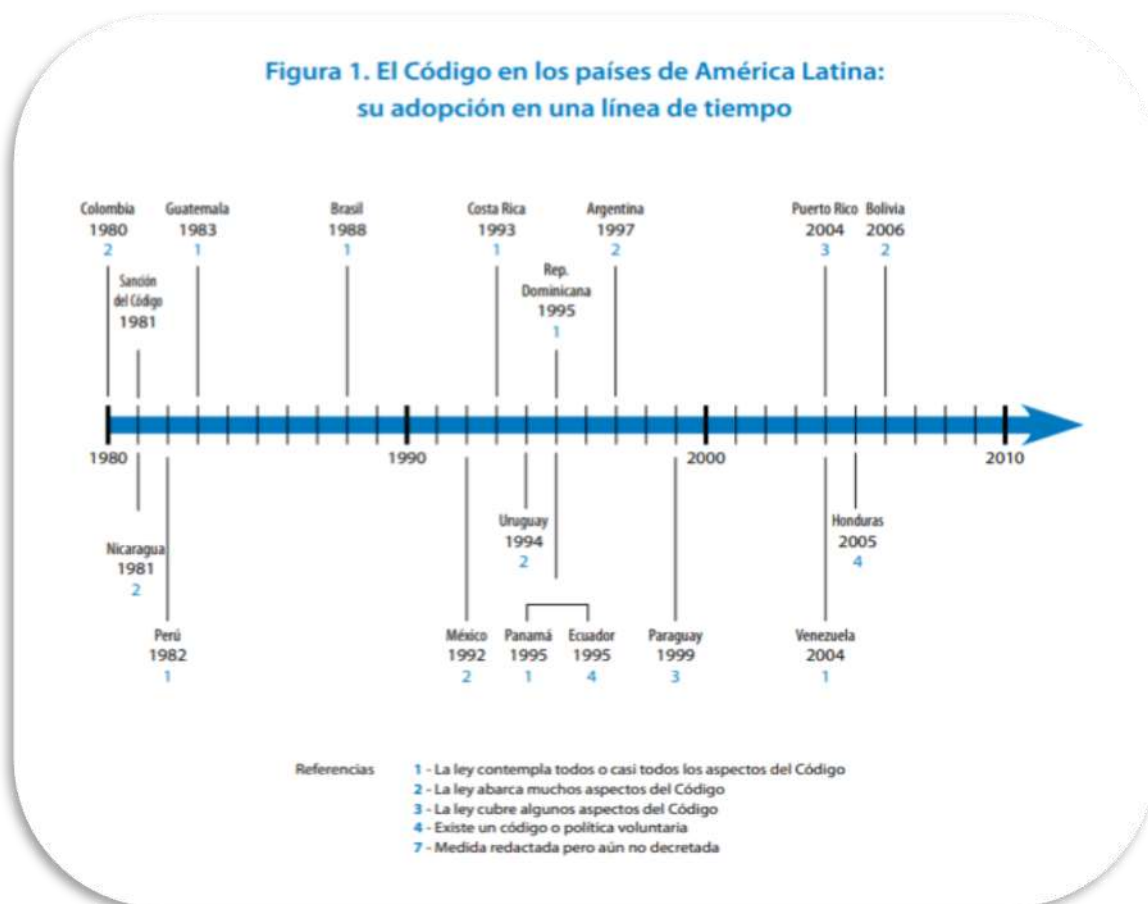 Figura 1. El Código en los países de América Latina:
su adopción en una línea de tiempo
Colombia
1980
2
Guatemala
1983
1
Brasil
1988
1
Costa Rica
1993
1
Argentina
1997
2
Puerto Rico
2004
3
Bolivia
2006
2
Sanción
del Código
1981
Rep.
Dominicana
1995
1
1980
1990
2000
2010
Nicaragua
1981
2
Uruguay
1994
2
Honduras
2005
4
Perú
1982
1
México
1992
2
Panamá
1995
1
Ecuador
1995
4
Paraguay
1999
3
Venezuela
2004
1
Referencias
1 - La ley contempla todos o casi todos los aspectos del Código
2 - La ley abarca muchos aspectos del Código
3 - La ley cubre algunos aspectos del Código
4 - Existe un código o política voluntaria
7 - Medida redactada pero aún no decretada